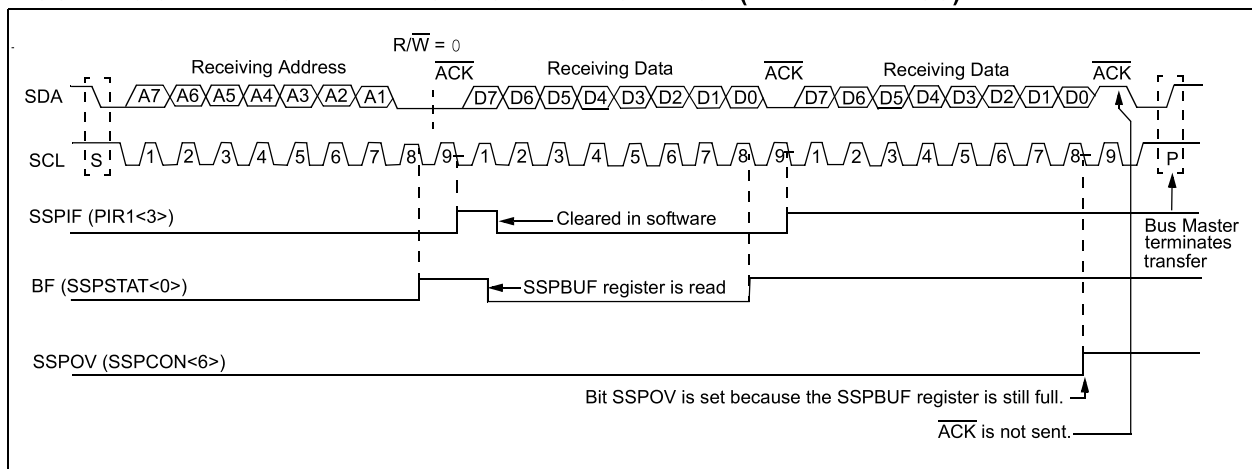 R/W = 0
Receiving Address ACK Receiving Data ACK Receiving Data ACK
SDA A7 A6 A5 A4 A3 A2 A1 D7 D6 D5 D4 D3 D2 D1 D0 D7 D6 D5 D4 D3 D2 D1 D0
SCL S 1 2 3 4 5 6 7 8 9 1 2 3 4 5 6 7 8 9 1 2 3 4 5 6 7 8 9 P
SSPIF (PIR1<3>) Cleared in software
Bus Master
terminates
transfer
BF (SSPSTAT<0>) SSPBUF register is read
SSPOV (SSPCON<6>)
Bit SSPOV is set because the SSPBUF register is still full.
ACK is not sent.